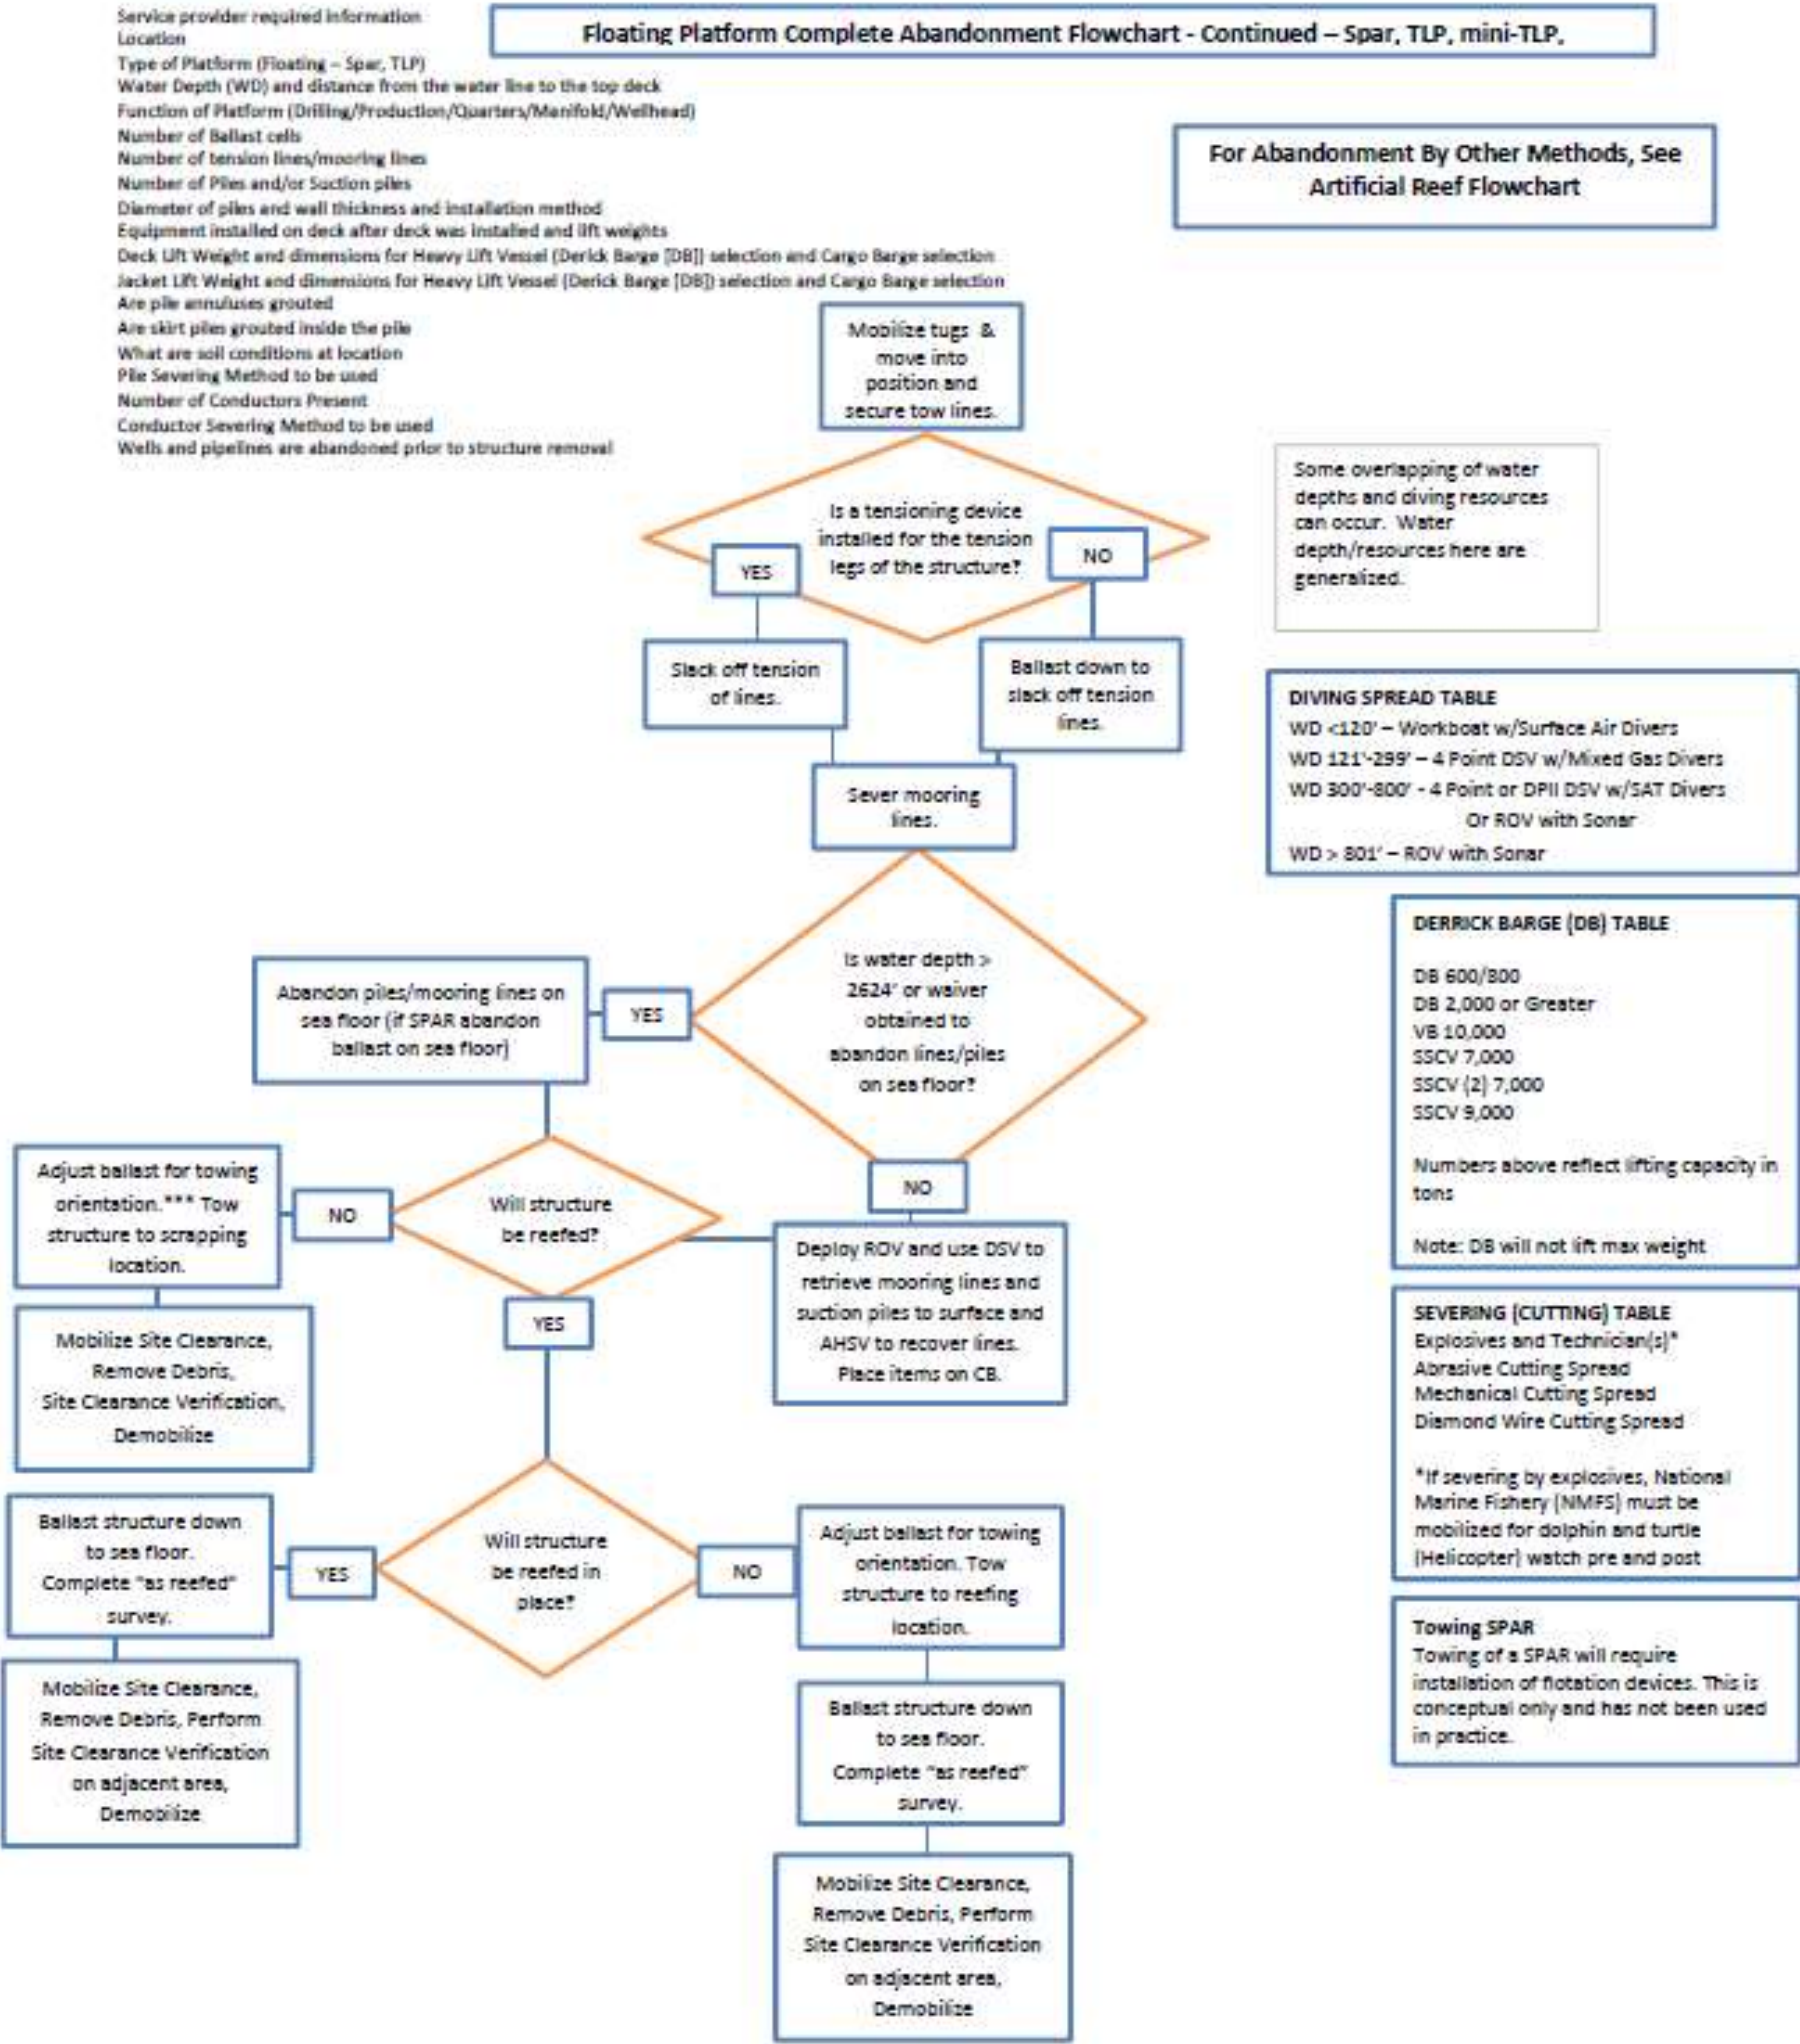 Service provider required information
Location
Type of Platform (Floating – Spar, TLP)
Water Depth (WD) and distance from the water line to the top deck
Function of Platform (Drilling/Production/Quarters/Manifold/Wellhead)
Number of Ballast cells
Number of tension lines/mooring lines
Number of Piles and/or Suction piles
Diameter of piles and wall thickness and installation method
Equipment installed on deck after deck was installed and lift weights
Deck Lift Weight and dimensions for Heavy Lift Vessel (Derick Barge [DB]) selection and Cargo Barge selection
Jacket Lift Weight and dimensions for Heavy Lift Vessel (Derick Barge [DB]) selection and Cargo Barge selection
Are pile annuluses grouted
Are skirt piles grouted inside the pile
What are soil conditions at location
Pile Severing Method to be used
Number of Conductors Present
Conductor Severing Method to be used
Wells and pipelines are abandoned prior to structure removal
Floating Platform Complete Abandonment Flowchart - Continued – Spar, TLP, mini-TLP,
For Abandonment By Other Methods, See
Artificial Reef Flowchart
Mobilize tugs &
move into
position and
secure tow lines.
Is a tensioning device
installed for the tension
legs of the structure?
YES
NO
Slack off tension
of lines.
Ballast down to
slack off tension
lines.
Sever mooring
lines.
Is water depth >
2624' or waiver
obtained to
abandon lines/piles
on sea floor?
YES
Abandon piles/mooring lines on
sea floor (if SPAR abandon
ballast on sea floor)
NO
Deploy ROV and use DSV to
retrieve mooring lines and
suction piles to surface and
AHSV to recover lines.
Place items on CB.
Will structure
be reefed?
NO
Adjust ballast for towing
orientation.*** Tow
structure to scrapping
location.
Mobilize Site Clearance,
Remove Debris,
Site Clearance Verification,
Demobilize
YES
Will structure
be reefed in
place?
YES
Ballast structure down
to sea floor.
Complete "as reefed"
survey.
Mobilize Site Clearance,
Remove Debris, Perform
Site Clearance Verification
on adjacent area,
Demobilize
NO
Adjust ballast for towing
orientation. Tow
structure to reefing
location.
Ballast structure down
to sea floor.
Complete "as reefed"
survey.
Mobilize Site Clearance,
Remove Debris, Perform
Site Clearance Verification
on adjacent area,
Demobilize
Some overlapping of water
depths and diving resources
can occur. Water
depth/resources here are
generalized.
DIVING SPREAD TABLE
WD <120' – Workboat w/Surface Air Divers
WD 121'-299' – 4 Point DSV w/Mixed Gas Divers
WD 300'-800' - 4 Point or DPII DSV w/SAT Divers
Or ROV with Sonar
WD > 801' – ROV with Sonar
DERRICK BARGE (DB) TABLE
DB 600/800
DB 2,000 or Greater
VB 10,000
SSCV 7,000
SSCV (2) 7,000
SSCV 9,000
Numbers above reflect lifting capacity in
tons
Note: DB will not lift max weight
SEVERING (CUTTING) TABLE
Explosives and Technician(s)*
Abrasive Cutting Spread
Mechanical Cutting Spread
Diamond Wire Cutting Spread
*If severing by explosives, National
Marine Fishery (NMFS) must be
mobilized for dolphin and turtle
(Helicopter) watch pre and post
Towing SPAR
Towing of a SPAR will require
installation of flotation devices. This is
conceptual only and has not been used
in practice.